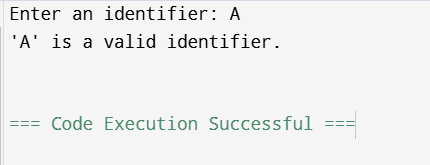 Enter an identifier: A
'A' is a valid identifier.
=== Code Execution Successful ===